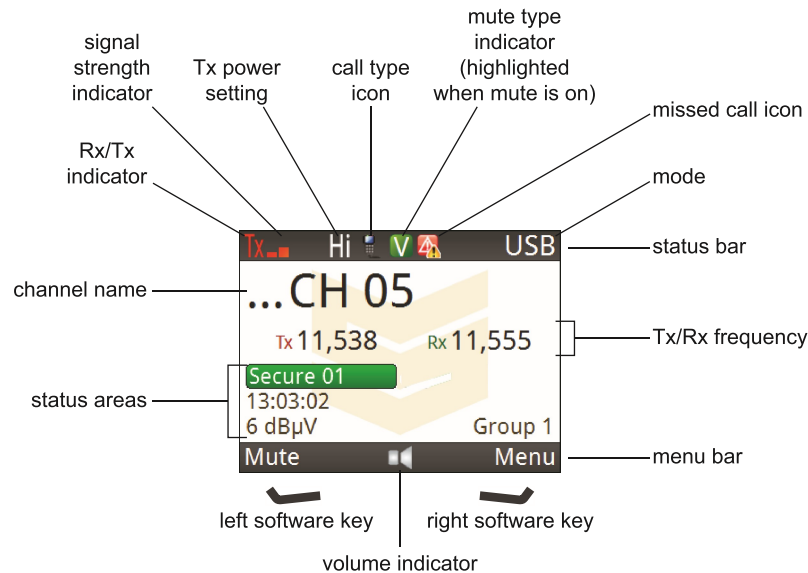 mute type
indicator
(highlighted
when mute is on)
signal
strength
indicator
Tx power
setting
call type
icon
missed call icon
Rx/Tx
indicator
mode
Tx Hi V USB
status bar
channel name
...CH 05
Tx 11,538 Rx 11,555
Tx/Rx frequency
status areas
Secure 01
13:03:02
6 dBµV Group 1
Mute Menu
menu bar
left software key
right software key
volume indicator